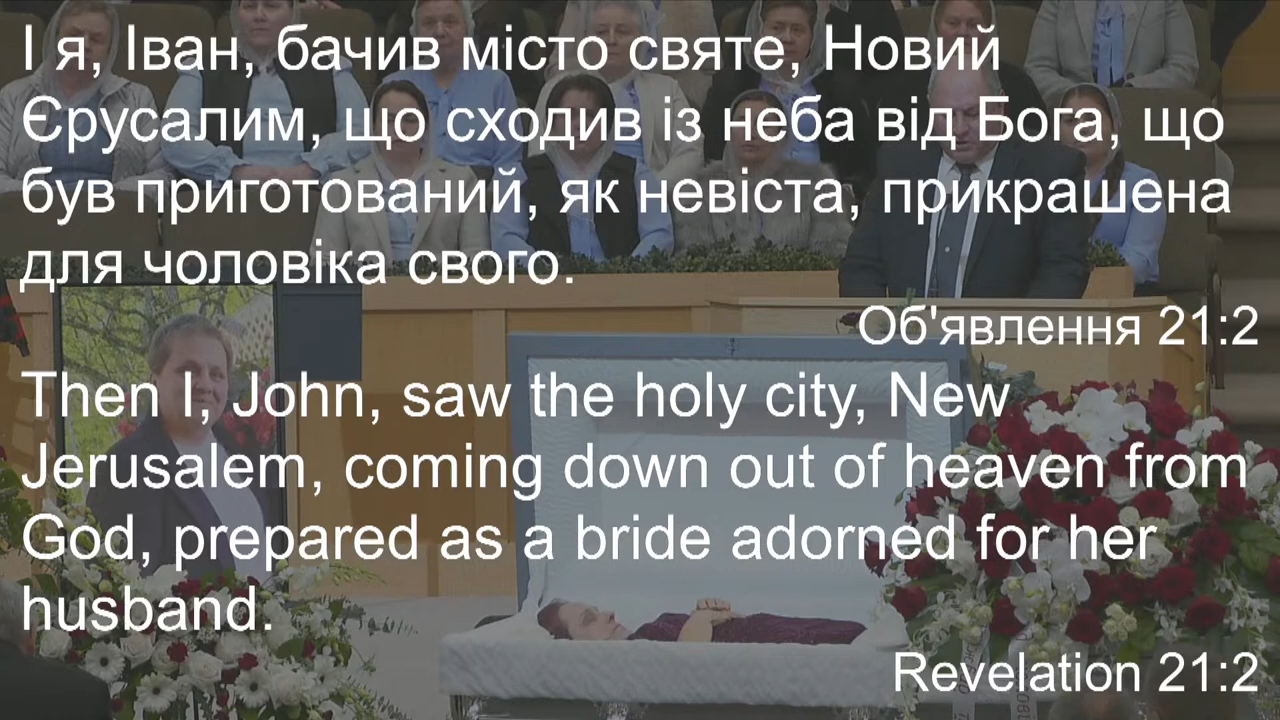 І я, Іван, бачив місто святе, Новий
Єрусалим, що сходив із неба від Бога, що
був приготований, як невіста, прикрашена
для чоловіка свого.
Об'явлення 21:2
Then I, John, saw the holy city, New
Jerusalem, coming down out of heaven from
God, prepared as a bride adorned for her
husband.
Revelation 21:2